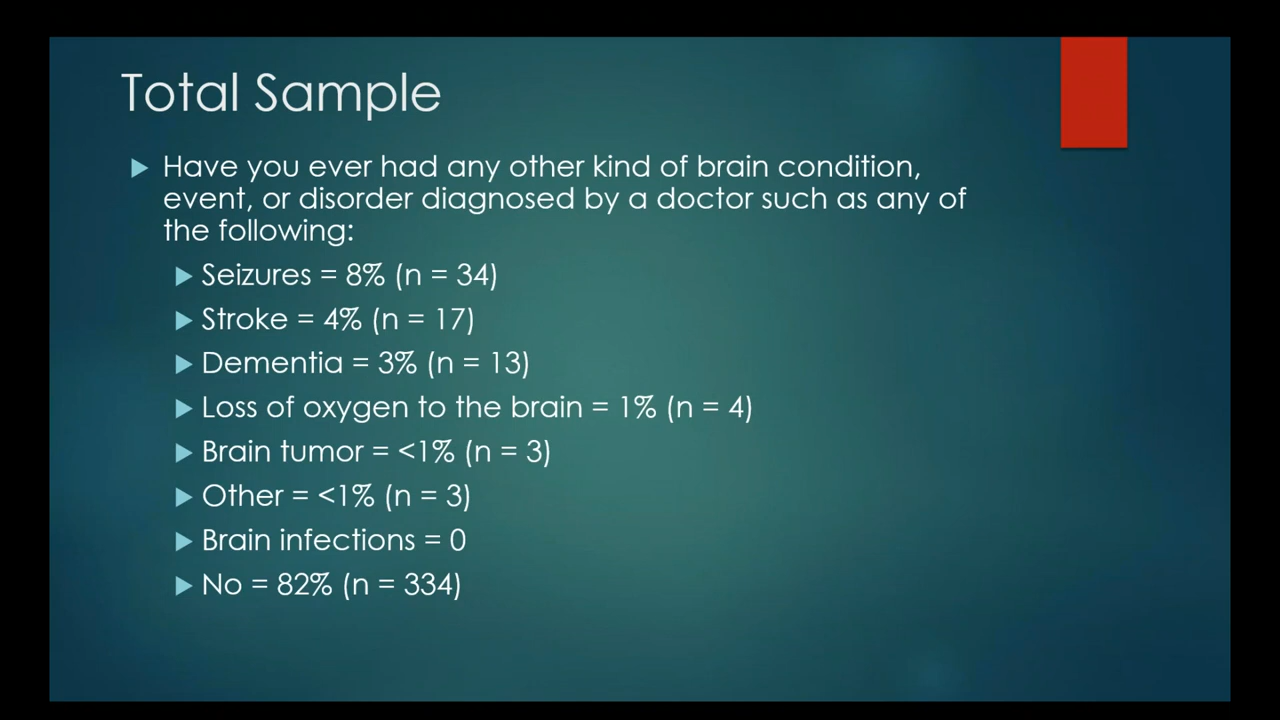 Total Sample
Have you ever had any other kind of brain condition,
event, or disorder diagnosed by a doctor such as any of
the following:
Seizures = 8% (n = 34)
Stroke = 4% (n = 17)
Dementia = 3% (n = 13)
Loss of oxygen to the brain = 1% (n = 4)
Brain tumor = <1% (n = 3)
Other = <1% (n = 3)
Brain infections = 0
No = 82% (n = 334)